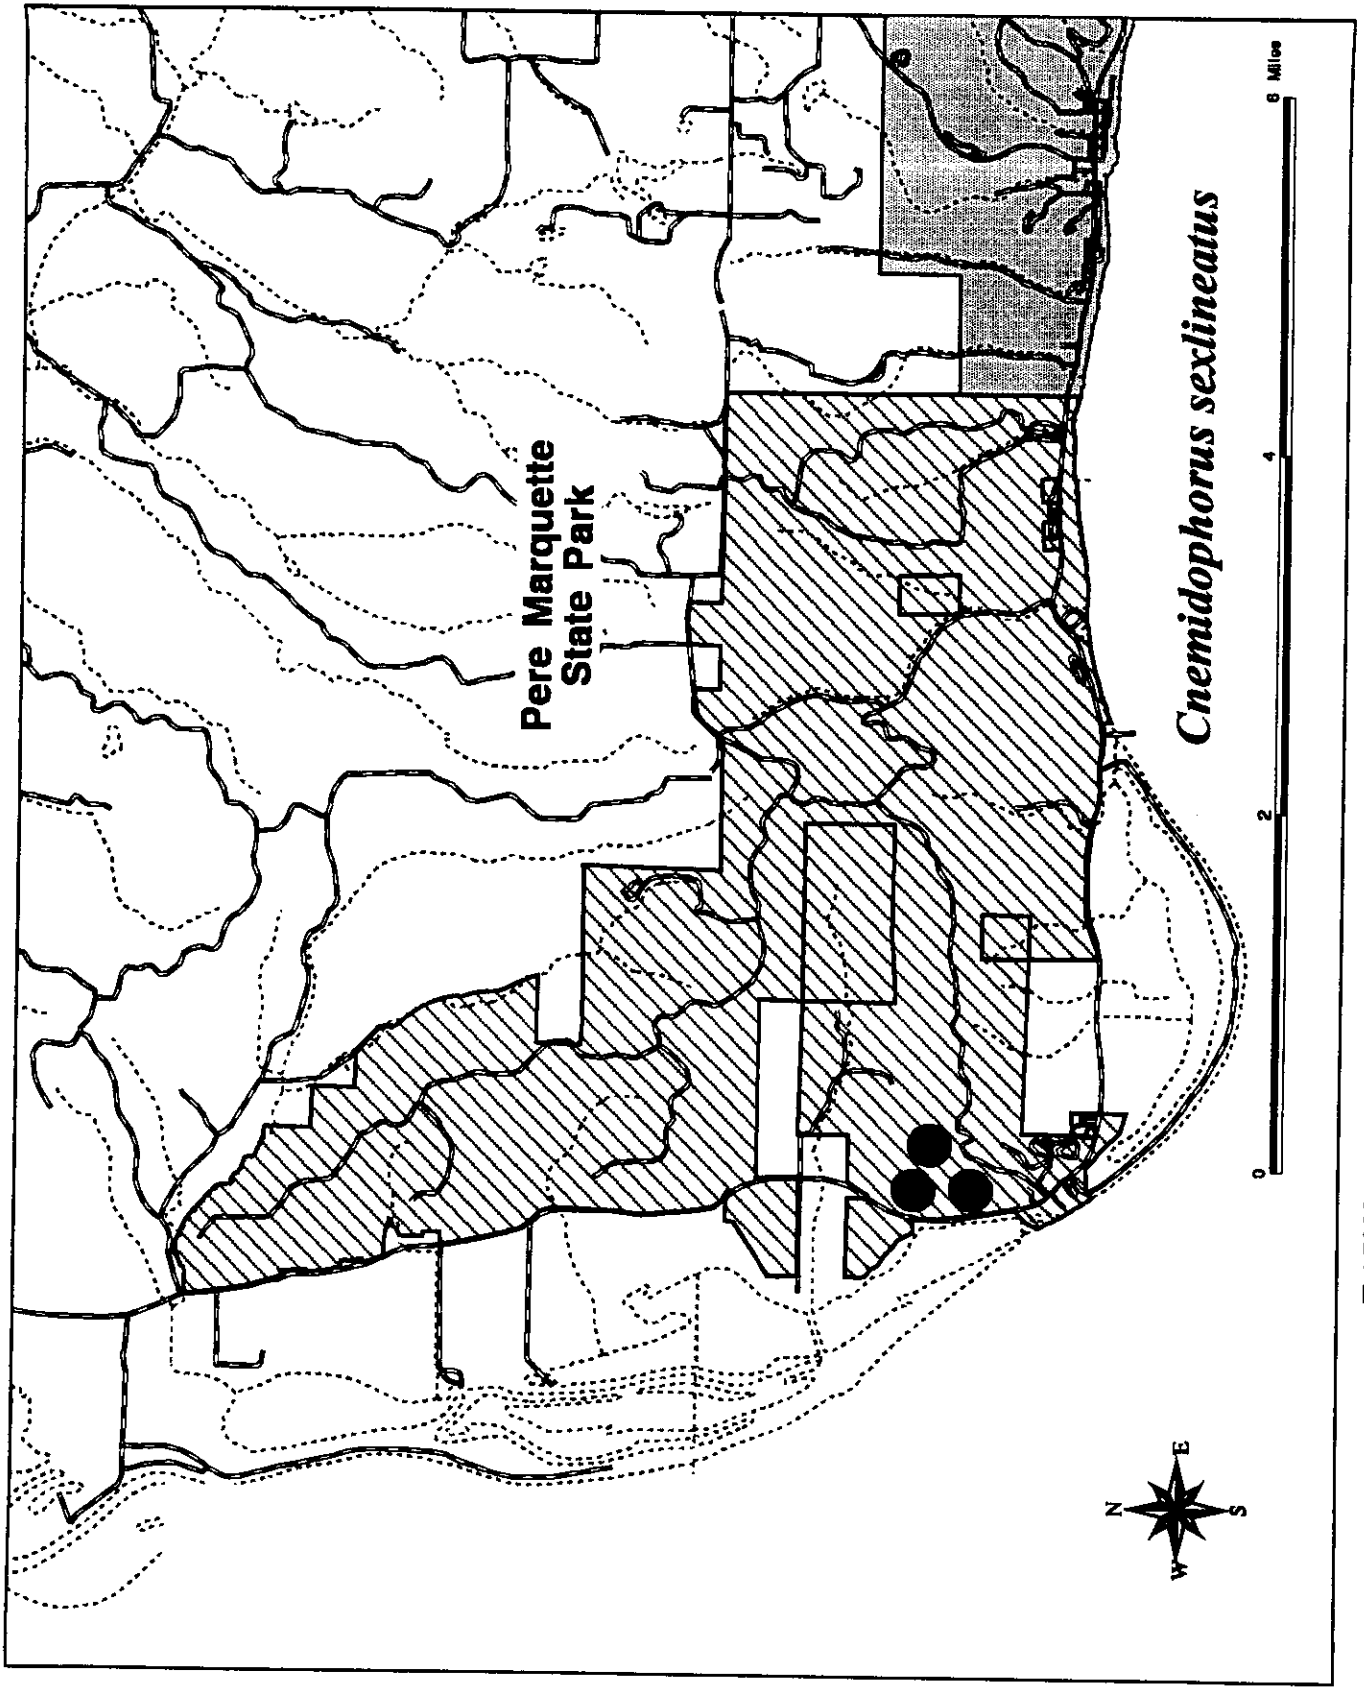 Pere Marquette
State Park
Cnemidophorus sexlineatus
0 2 4 6 Miles
N
W E
S